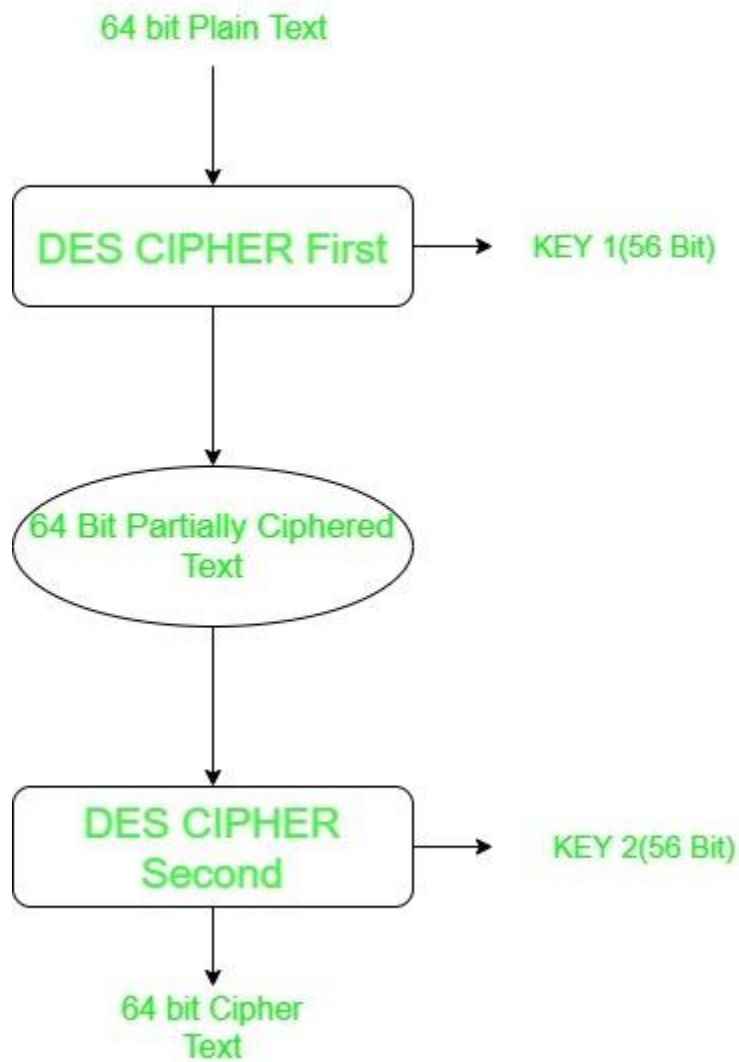 64 bit Plain Text
DES CIPHER First
KEY 1(56 Bit)
64 Bit Partially Ciphered
Text
DES CIPHER
Second
KEY 2(56 Bit)
64 bit Cipher
Text